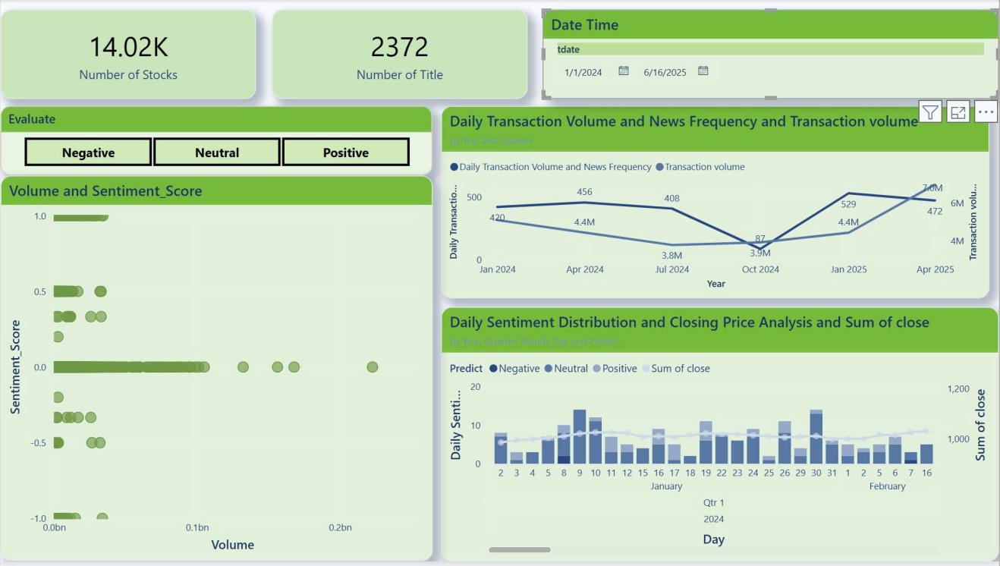 14.02K
Number of Stocks
2372
Number of Title
Date Time
tdate
1/1/2024
6/16/2025
Evaluate
Negative
Neutral
Positive
Volume and Sentiment_Score
Sentiment_Score
1.0
0.5
0.0
-0.5
-1.0
0.0bn
0.1bn
0.2bn
Volume
Daily Transaction Volume and News Frequency and Transaction volume
by Year and Quarter
Daily Transaction Volume and News Frequency
Transaction volume
Daily Transactio...
500
0
420
456
408
87
529
472
4.4M
3.8M
3.9M
4.4M
7.0M
6M
4M
Transaction volu...
Jan 2024
Apr 2024
Jul 2024
Oct 2024
Jan 2025
Apr 2025
Year
Daily Sentiment Distribution and Closing Price Analysis and Sum of close
by Year, Quarter, Month, Day and Predict
Predict
Negative
Neutral
Positive
Sum of close
Daily Senti...
20
10
0
1,200
1,000
Sum of close
2 3 4 5 8 9 10 11 12 15 16 17 18 19 22 23 24 25 26 29 30 31 1 2 5 6 7 16
January
February
Qtr 1
2024
Day